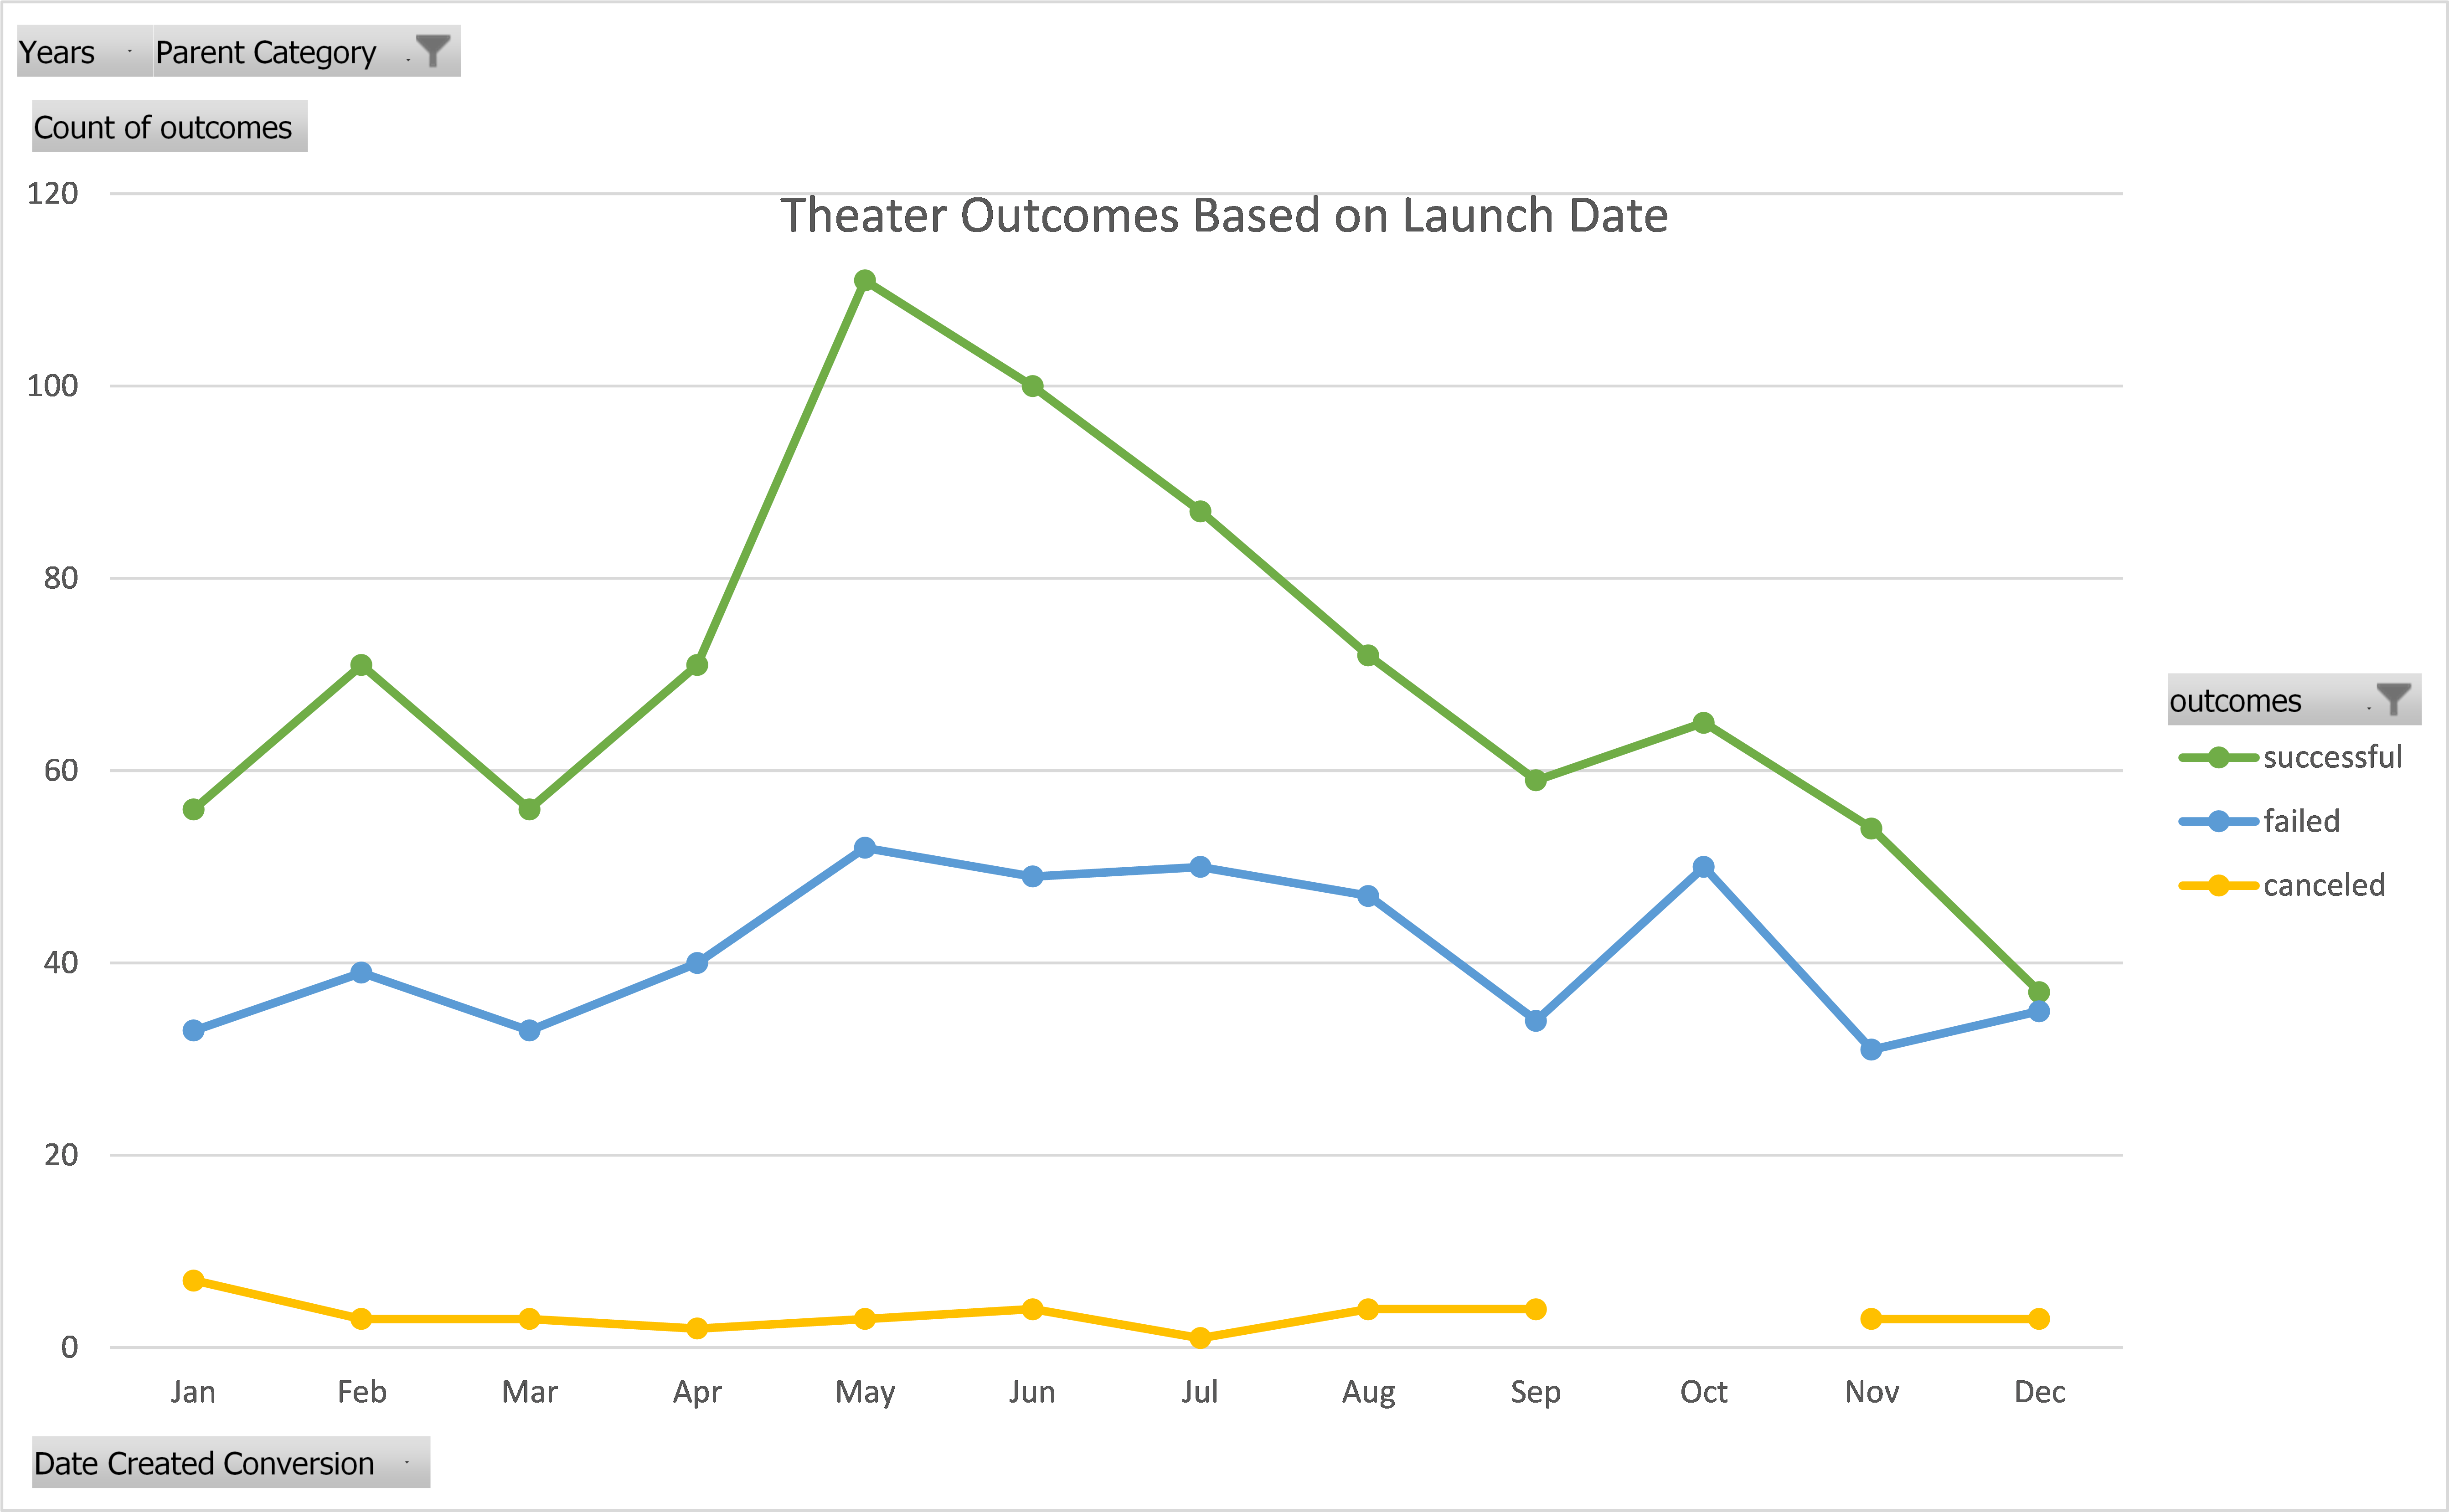 Years Parent Category
Count of outcomes
Theater Outcomes Based on Launch Date
120
100
80
60
40
20
0
Jan Feb Mar Apr May Jun Jul Aug Sep Oct Nov Dec
outcomes
successful
failed
canceled
Date Created Conversion